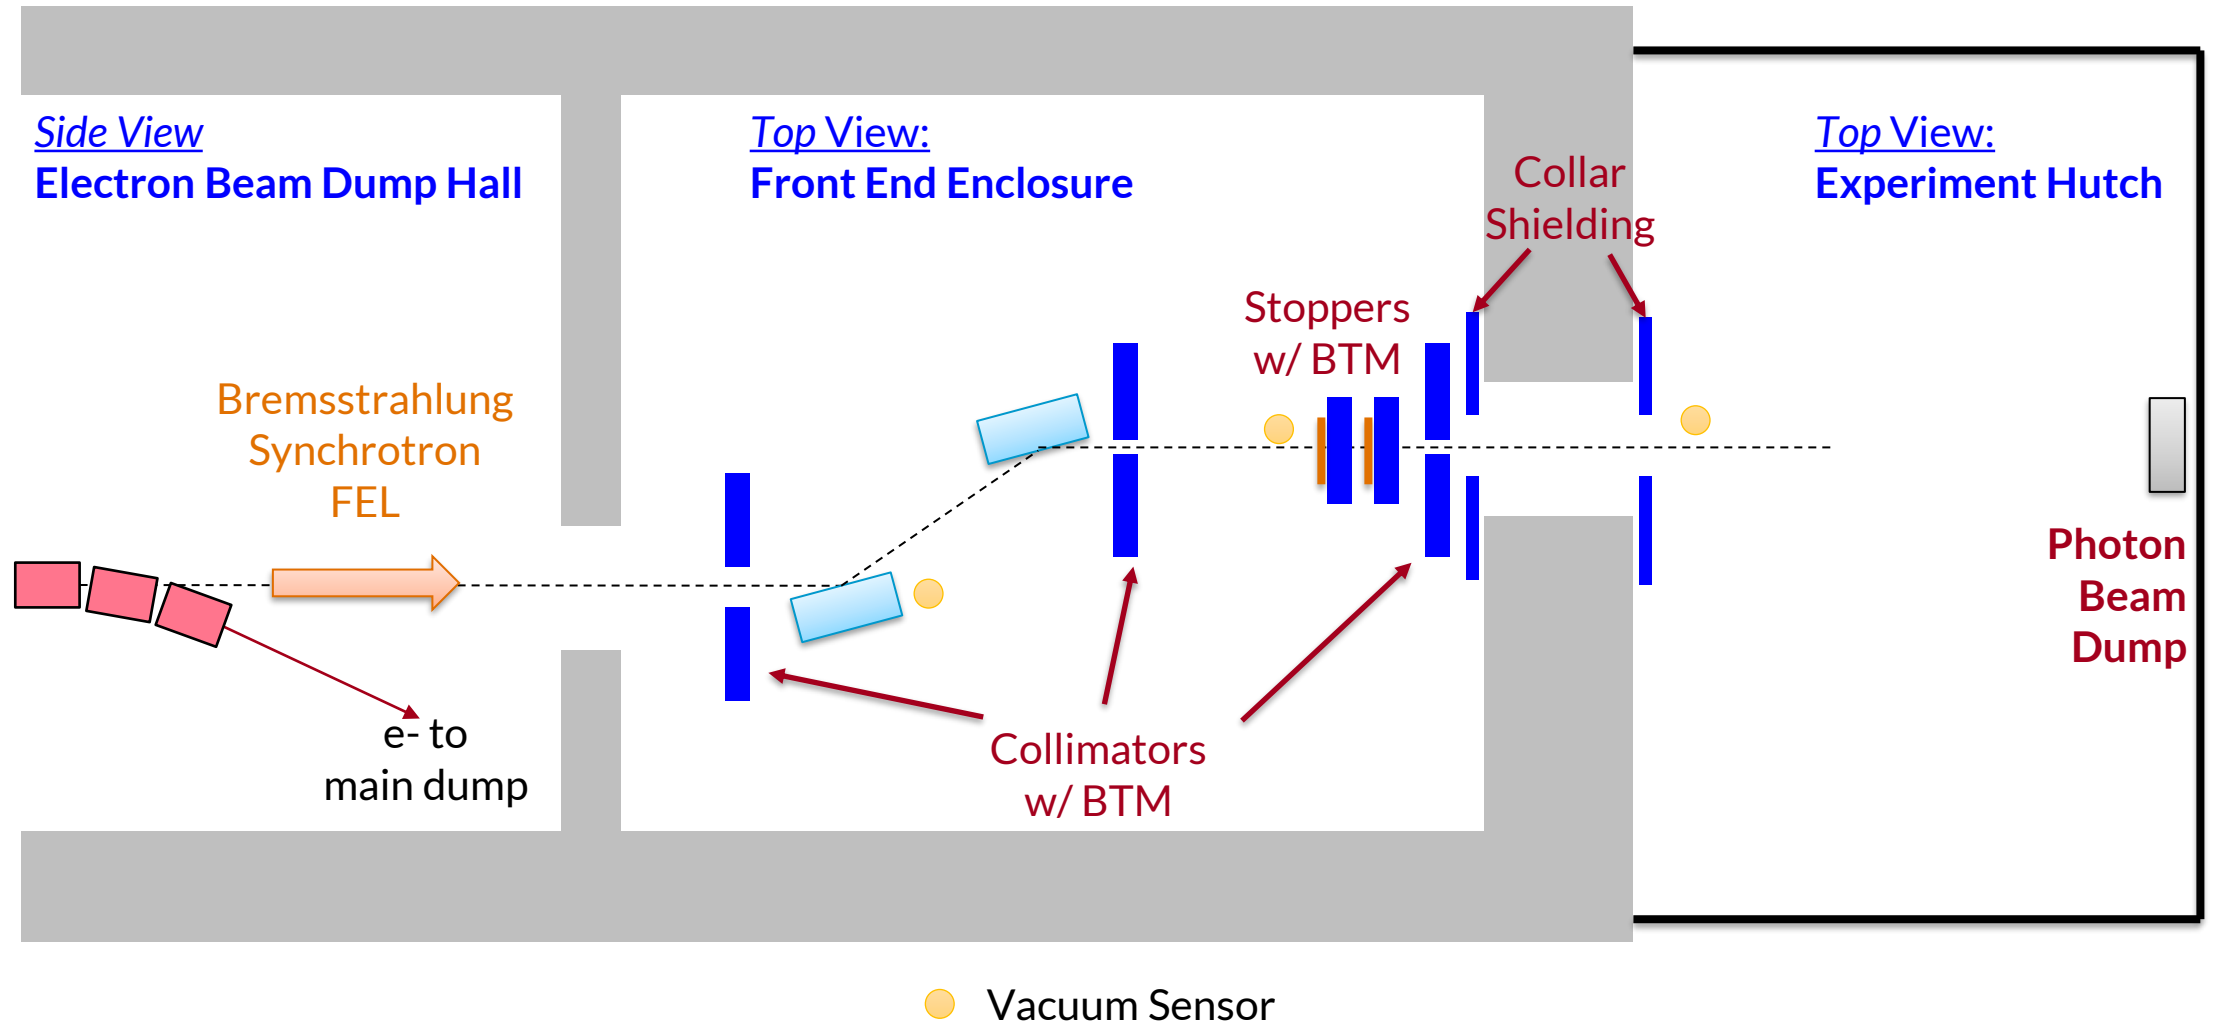 Side View
Electron Beam Dump Hall
Top View:
Front End Enclosure
Top View:
Experiment Hutch
Collar
Shielding
Stoppers
w/ BTM
Bremsstrahlung
Synchrotron
FEL
Photon
Beam
Dump
e- to
main dump
Collimators
w/ BTM
Vacuum Sensor